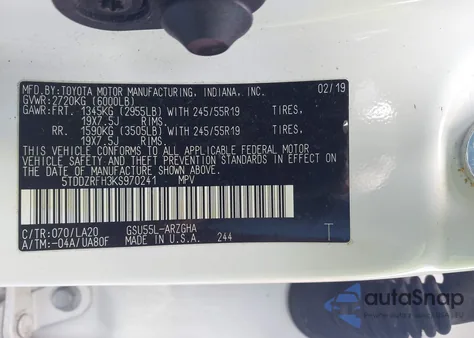 MFD.BY:TOYOTA MOTOR MANUFACTURING, INDIANA, INC. 02/19
GVWR:2720KG (6000LB)
GAWR:FRT. 1345KG (2955LB) WITH 245/55R19 TIRES,
19X7.5J RIMS.
RR. 1590KG (3505LB) WITH 245/55R19 TIRES,
19X7.5J RIMS.
THIS VEHICLE CONFORMS TO ALL APPLICABLE FEDERAL MOTOR
VEHICLE SAFETY AND THEFT PREVENTION STANDARDS IN EFFECT ON
THE DATE OF MANUFACTURE SHOWN ABOVE.
5TDDZRFH3KS970241 MPV
C/TR:070/LA20 GSU55L-ARZGHA
A/TM:-04A/UA80F MADE IN U.S.A. 244 T
autoSnap